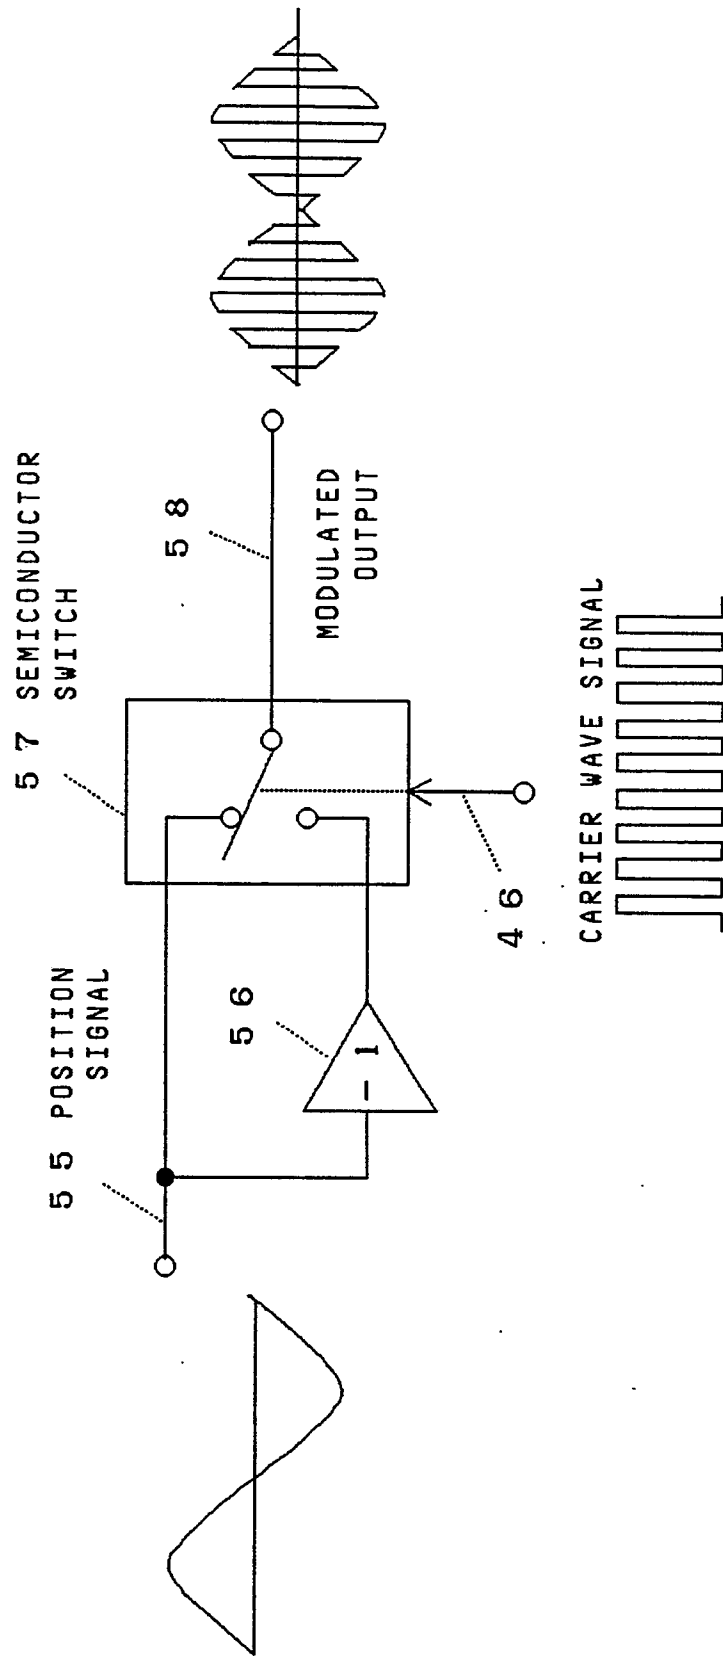 55 POSITION
SIGNAL
56
-1
57 SEMICONDUCTOR
SWITCH
46
58
MODULATED
OUTPUT
CARRIER WAVE SIGNAL